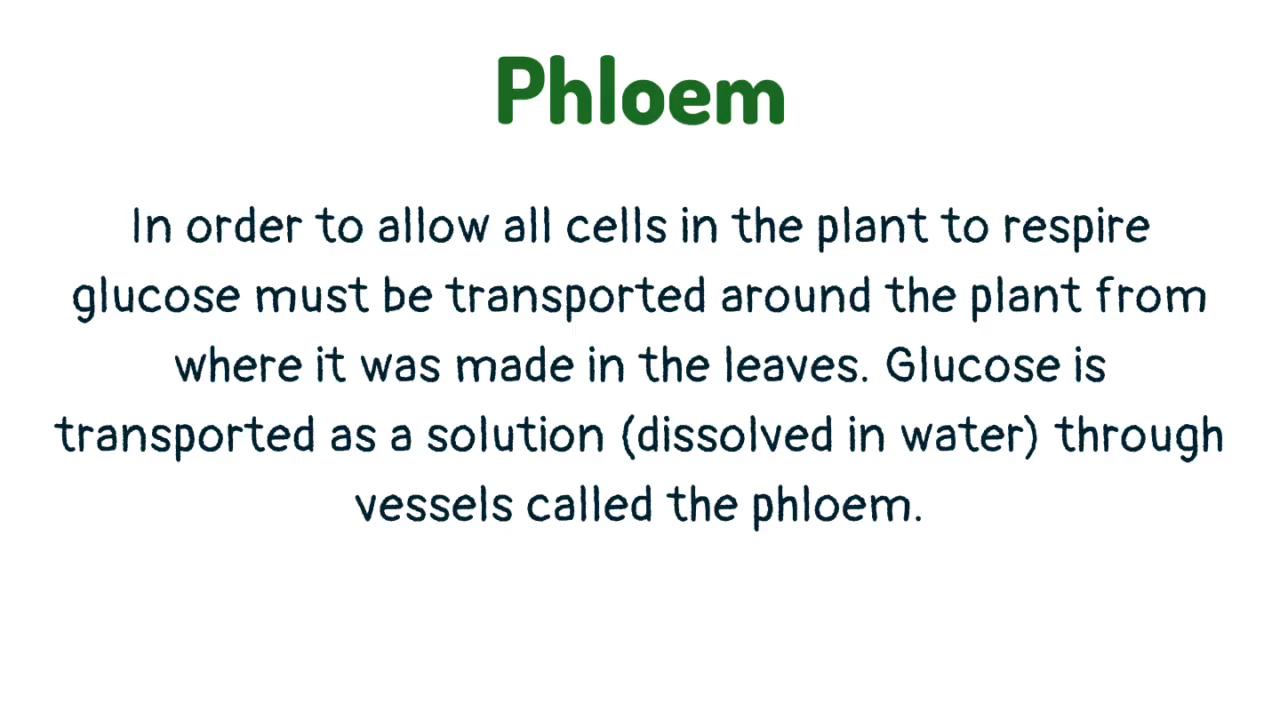 Phloem
In order to allow all cells in the plant to respire
glucose must be transported around the plant from
where it was made in the leaves. Glucose is
transported as a solution (dissolved in water) through
vessels called the phloem.